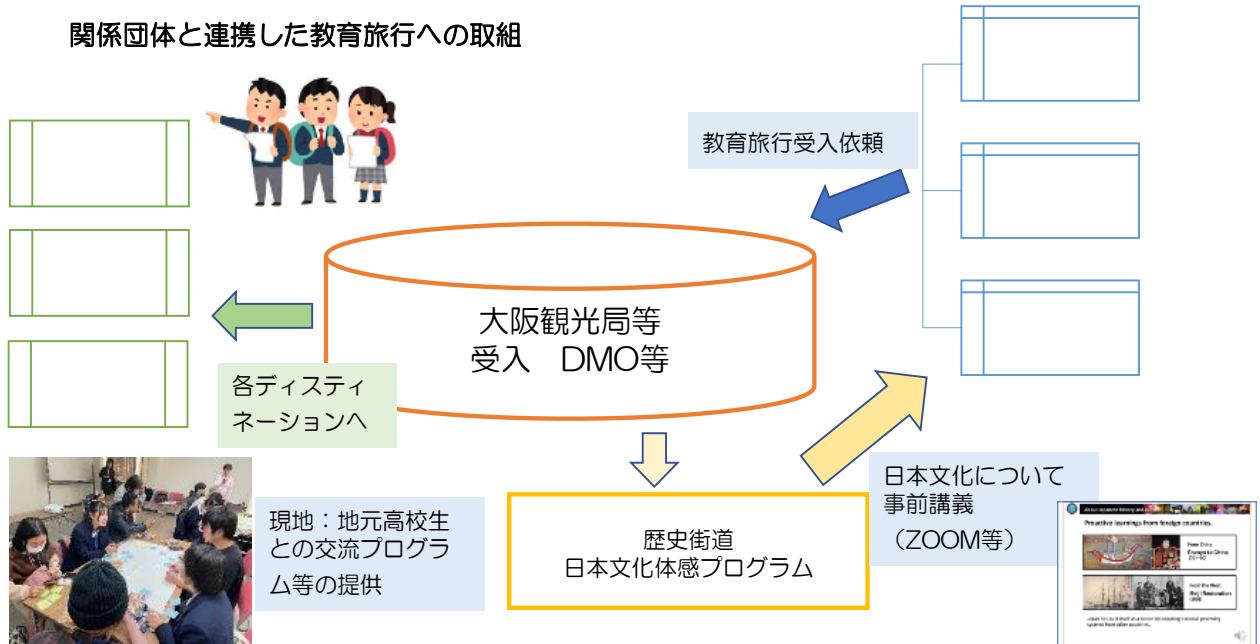 関係団体と連携した教育旅行への取組
教育旅行受入依頼
大阪観光局等
受入　DMO等
各ディスティ
ネーションへ
日本文化について
事前講義
（ZOOM等）
現地：地元高校生
との交流プログラ
ム等の提供
歴史街道
日本文化体感プログラム
Proactive learnings from foreign countries.
From China
From the West